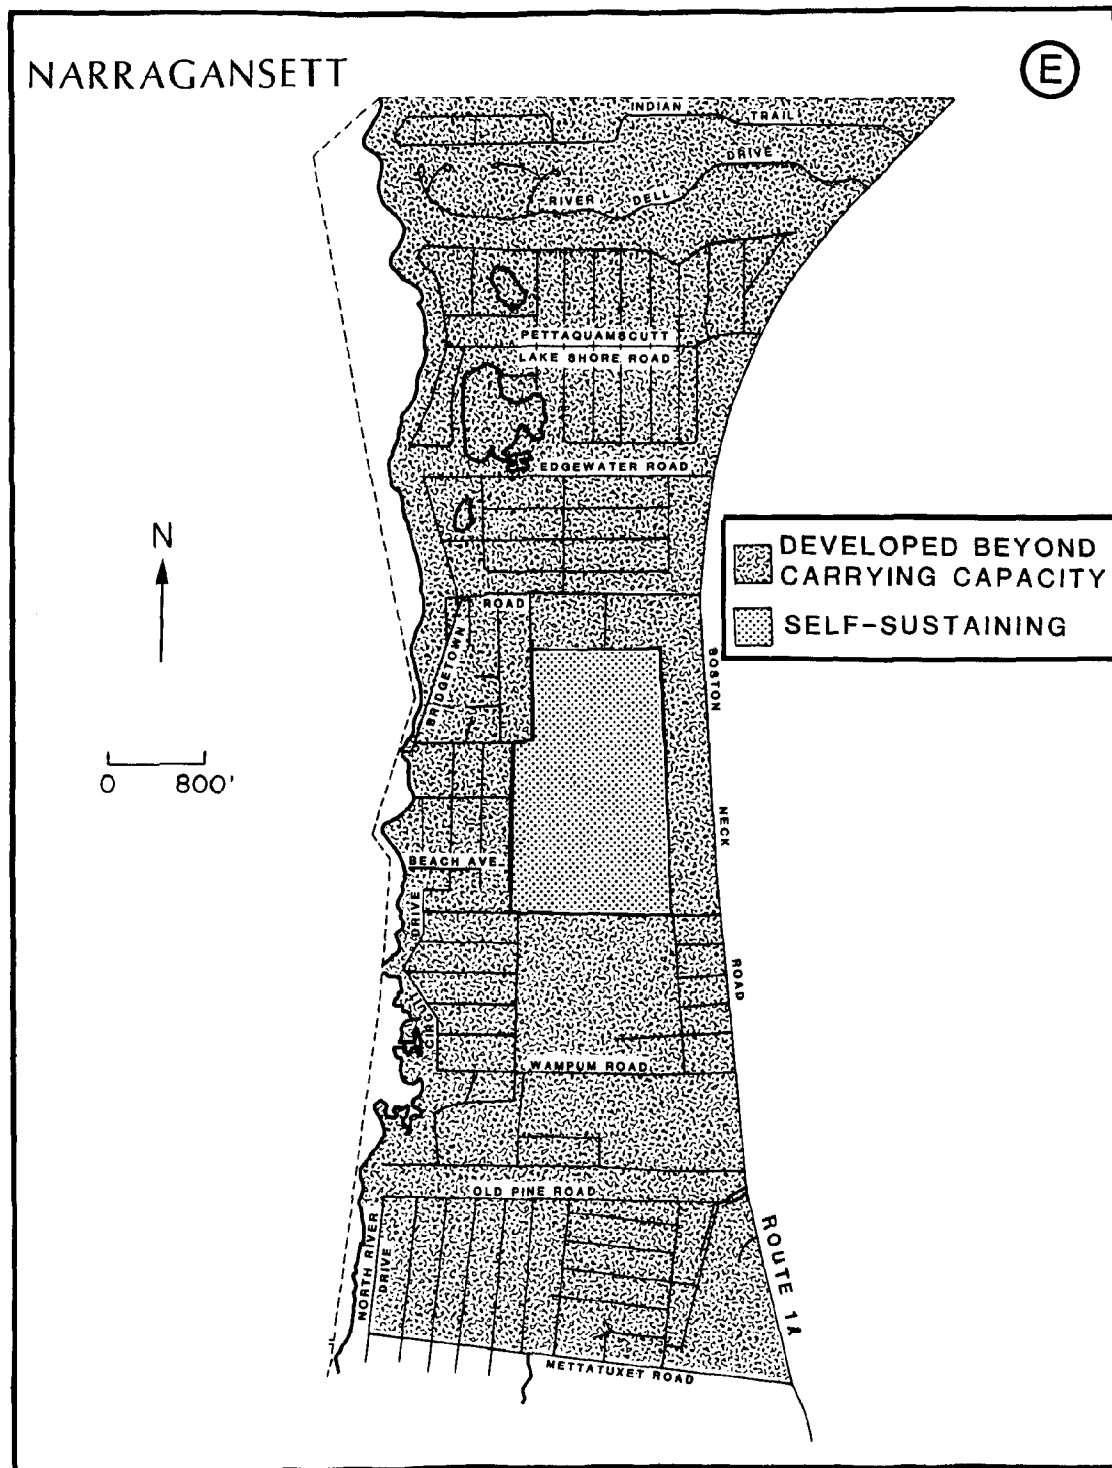 NARRAGANSETT
E
INDIAN
TRAIL
DRIVE
RIVER
DELL
PETTAQUAMSCUTT
LAKE SHORE ROAD
EDGEWATER ROAD
N
DEVELOPED BEYOND
CARRYING CAPACITY
SELF-SUSTAINING
ROAD
BRIDGETOWN
BOSTON
0 800'
NECK
BEACH AVE
DRIVE
ROAD
CIRCUIT
WAMPUM ROAD
OLD PINE ROAD
NORTH RIVER
DRIVE
ROUTE 1A
METTATUXET ROAD